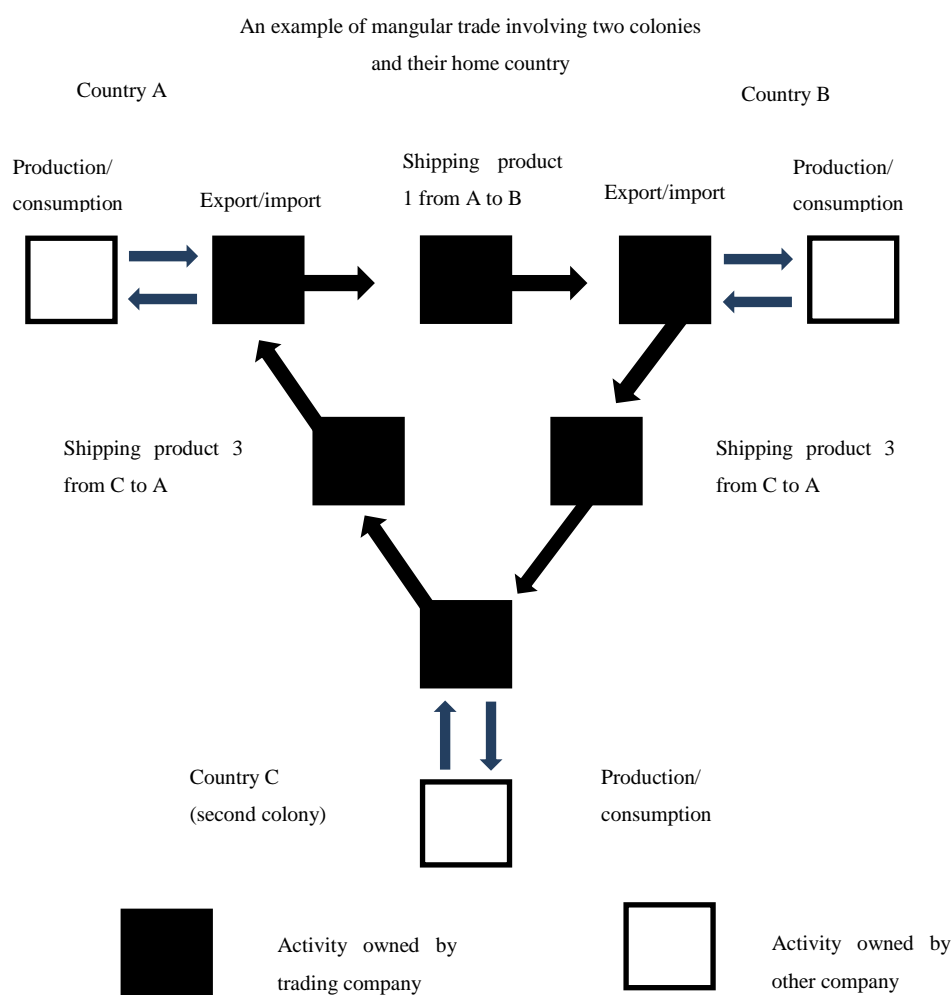 An example of mangular trade involving two colonies
and their home country
Country A
Country B
Production/
consumption
Export/import
Shipping product
1 from A to B
Export/import
Production/
consumption
Shipping product 3
from C to A
Shipping product 3
from C to A
Country C
(second colony)
Production/
consumption
Activity owned by
trading company
Activity owned by
other company